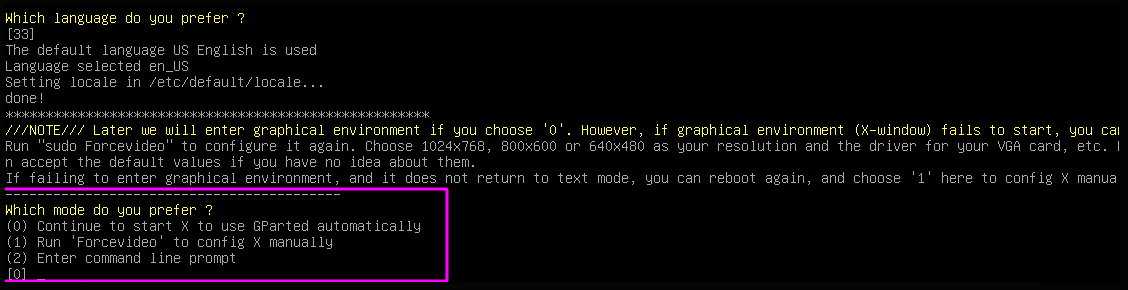 Which language do you prefer ?
[33]
The default language US English is used
Language selected en_US
Setting locale in /etc/default/locale...
done!
*****************************************************
///NOTE/// Later we will enter graphical environment if you choose '0'. However, if graphical environment (X-window) fails to start, you can
Run "sudo Forcevideo" to configure it again. Choose 1024x768, 800x600 or 640x480 as your resolution and the driver for your VGA card, etc.
n accept the default values if you have no idea about them.
If failing to enter graphical environment, and it does not return to text mode, you can reboot again, and choose '1' here to config X manua
------------------------------------------
Which mode do you prefer ?
(0) Continue to start X to use GParted automatically
(1) Run 'Forcevideo' to config X manually
(2) Enter command line prompt
[0] _